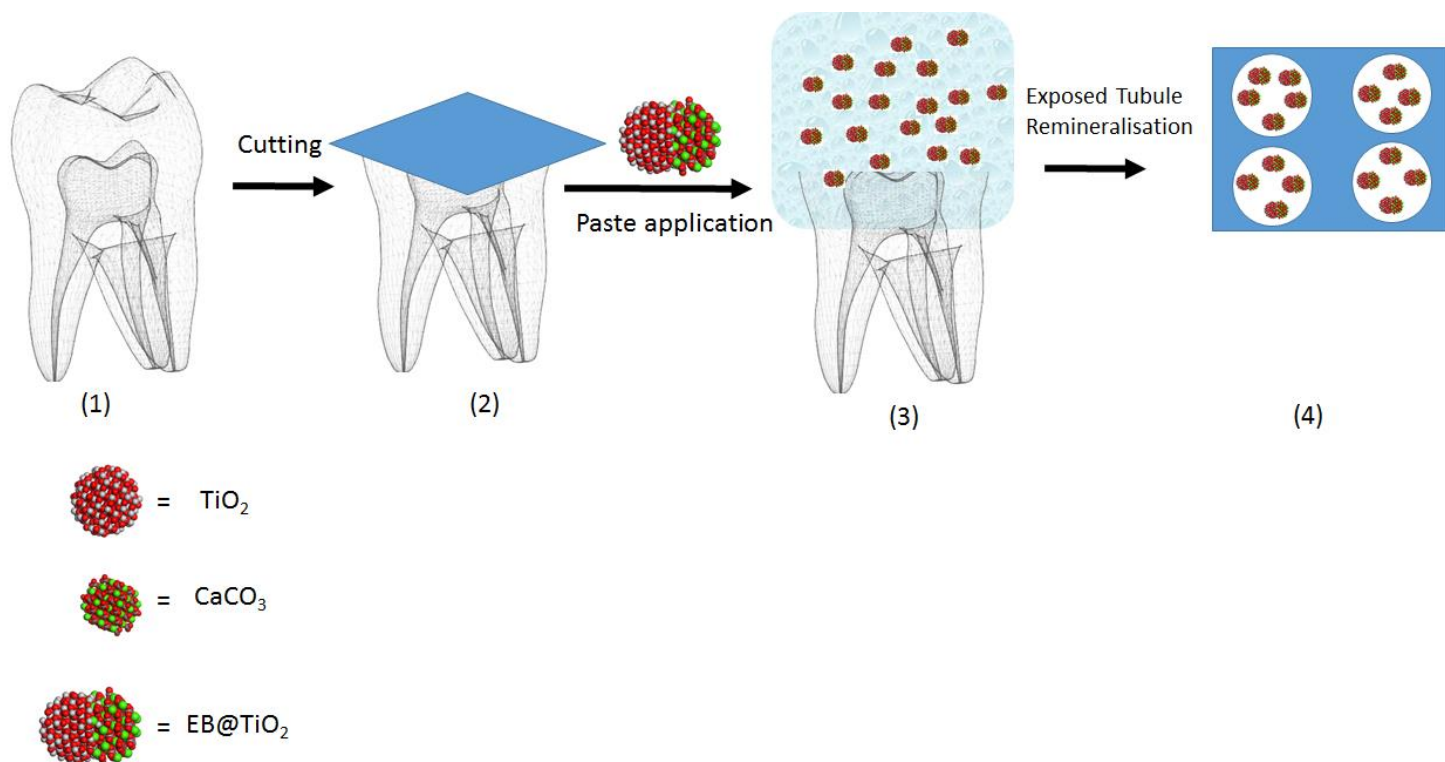 Cutting
Paste application
Exposed Tubule
Remineralisation
(1)
(2)
(3)
(4)
= TiO₂
= CaCO₃
= EB@TiO₂